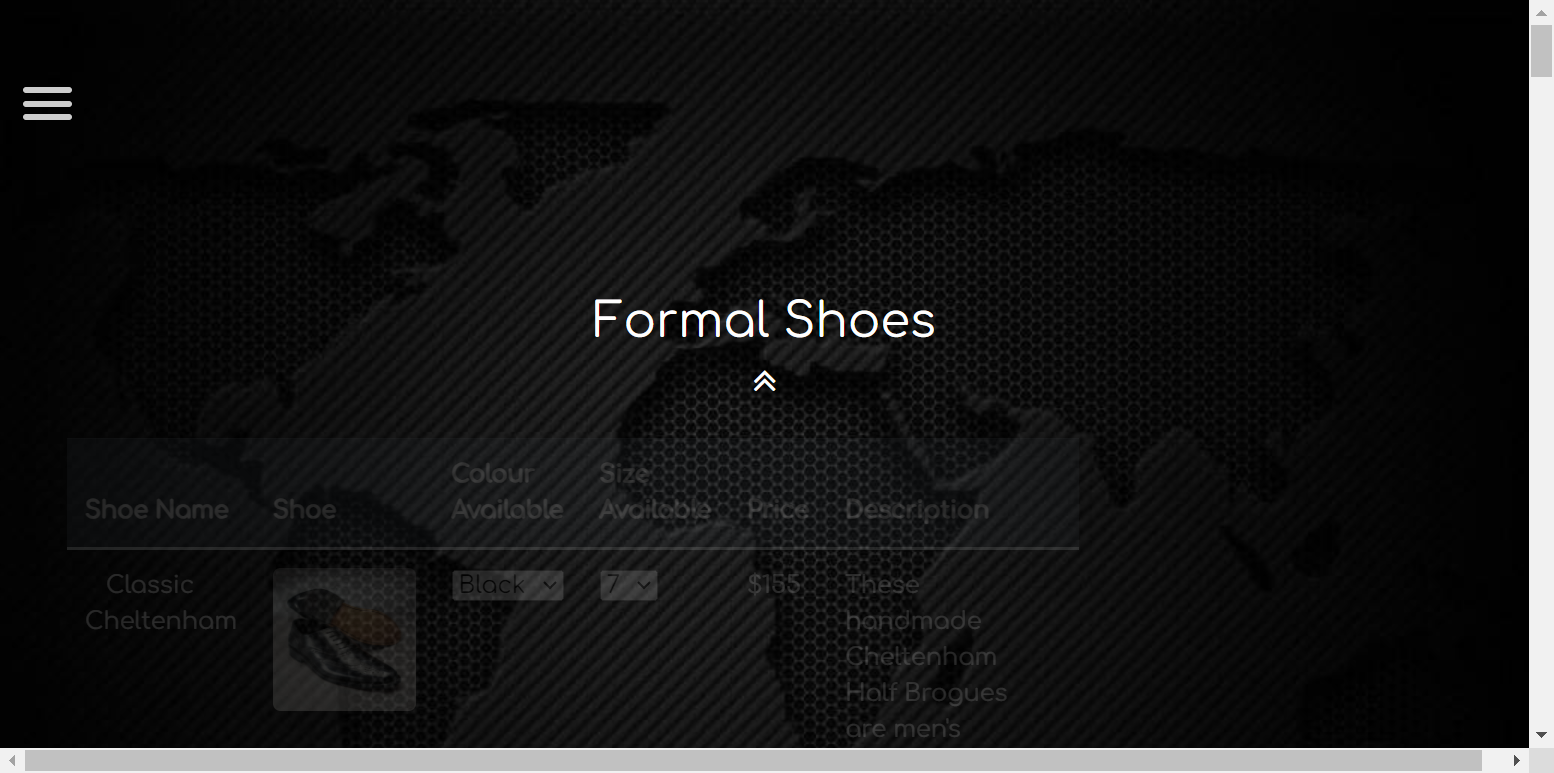 Formal Shoes
Shoe Name Shoe Colour Available Size Available Price Description
Classic Cheltenham
Black
7
$155
These
handmade
Cheltenham
Half Brogues
are men's